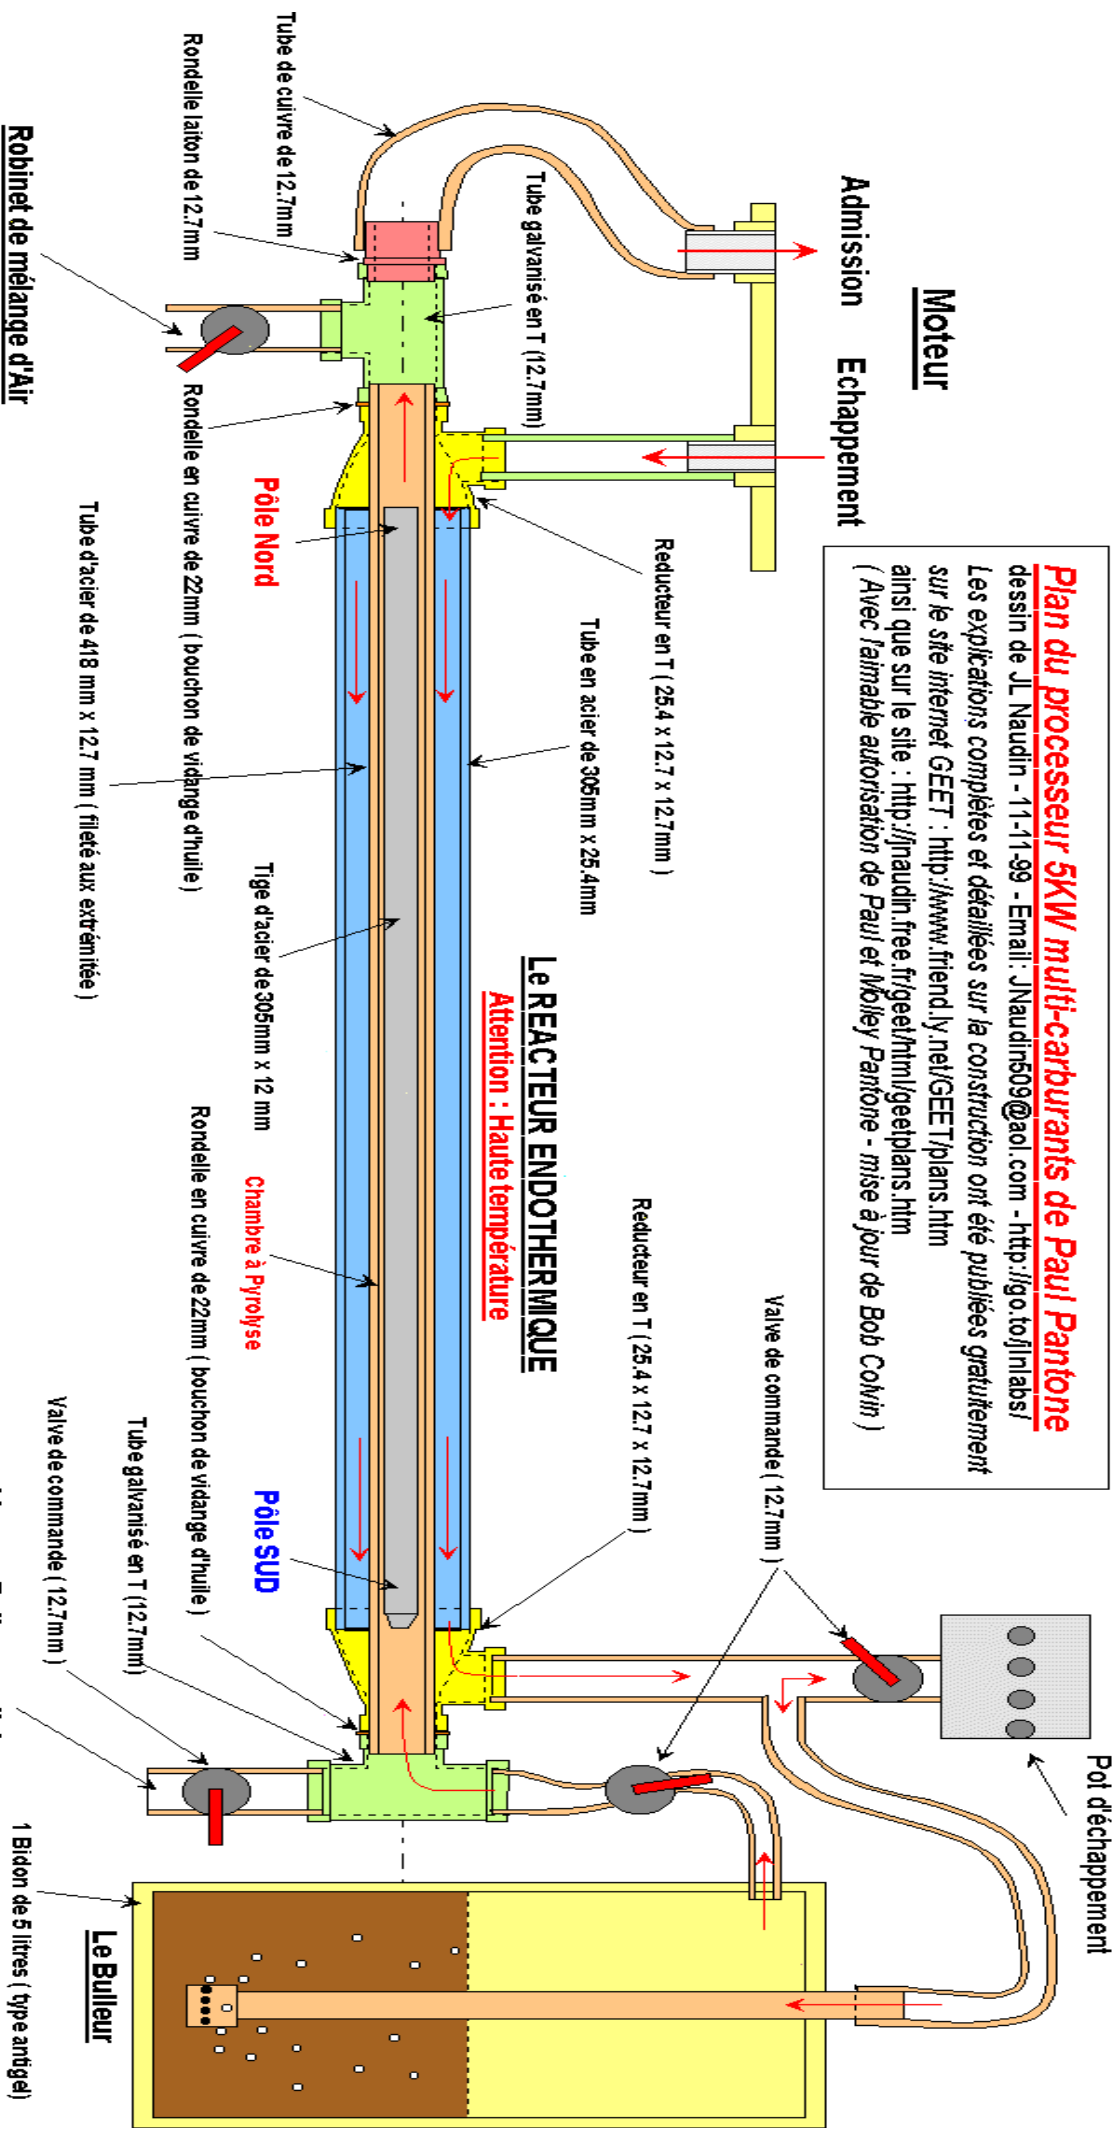 Plan du processeur 5KW multi-carburants de Paul Pantone
dessin de JL Naudin - 11-11-99 - Email: JNaudin509@aol.com - http://go.to/jlnlabs/
Les explications complètes et détaillées sur la construction ont été publiées gratuitement
sur le site internet GEET : http://www.friend.ly.net/GEET/plans.htm
ainsi que sur le site : http://jnaudin.free.fr/geet/html/geetplans.htm
( Avec l'aimable autorisation de Paul et Molley Pantone - mise à jour de Bob Colvin )
Moteur
Admission
Echappement
Pot d'échappement
Valve de commande ( 12.7mm )
Tube galvanisé en T (12.7mm)
Reducteur en T ( 25.4 x 12.7 x 12.7mm )
Tube en acier de 305mm x 25.4mm
Le REACTEUR ENDOTHERMIQUE
Attention : Haute température
Reducteur en T ( 25.4 x 12.7 x 12.7mm )
Tube de cuivre de 12.7mm
Rondelle laiton de 12.7mm
Robinet de mélange d'Air
Pôle Nord
Rondelle en cuivre de 22mm ( bouchon de vidange d'huile )
Tube d'acier de 418 mm x 12.7 mm ( fileté aux extrémitée )
Tige d'acier de 305mm x 12 mm
Chambre à Pyrolyse
Pôle SUD
Rondelle en cuivre de 22mm ( bouchon de vidange d'huile )
Tube galvanisé en T (12.7mm)
Valve de commande ( 12.7mm )
Le Bulleur
1 Bidon de 5 litres ( type antigel)